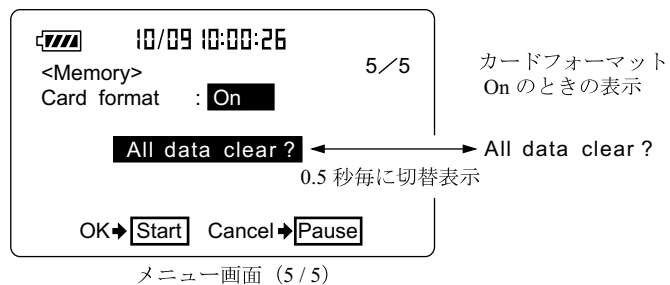 10/09 10:00:26
<Memory>
5／5
Card format : On
All data clear ?
OK➜ Start Cancel➜ Pause
カードフォーマット
On のときの表示
All data clear ?
0.5 秒毎に切替表示
メニュー画面（5 / 5）